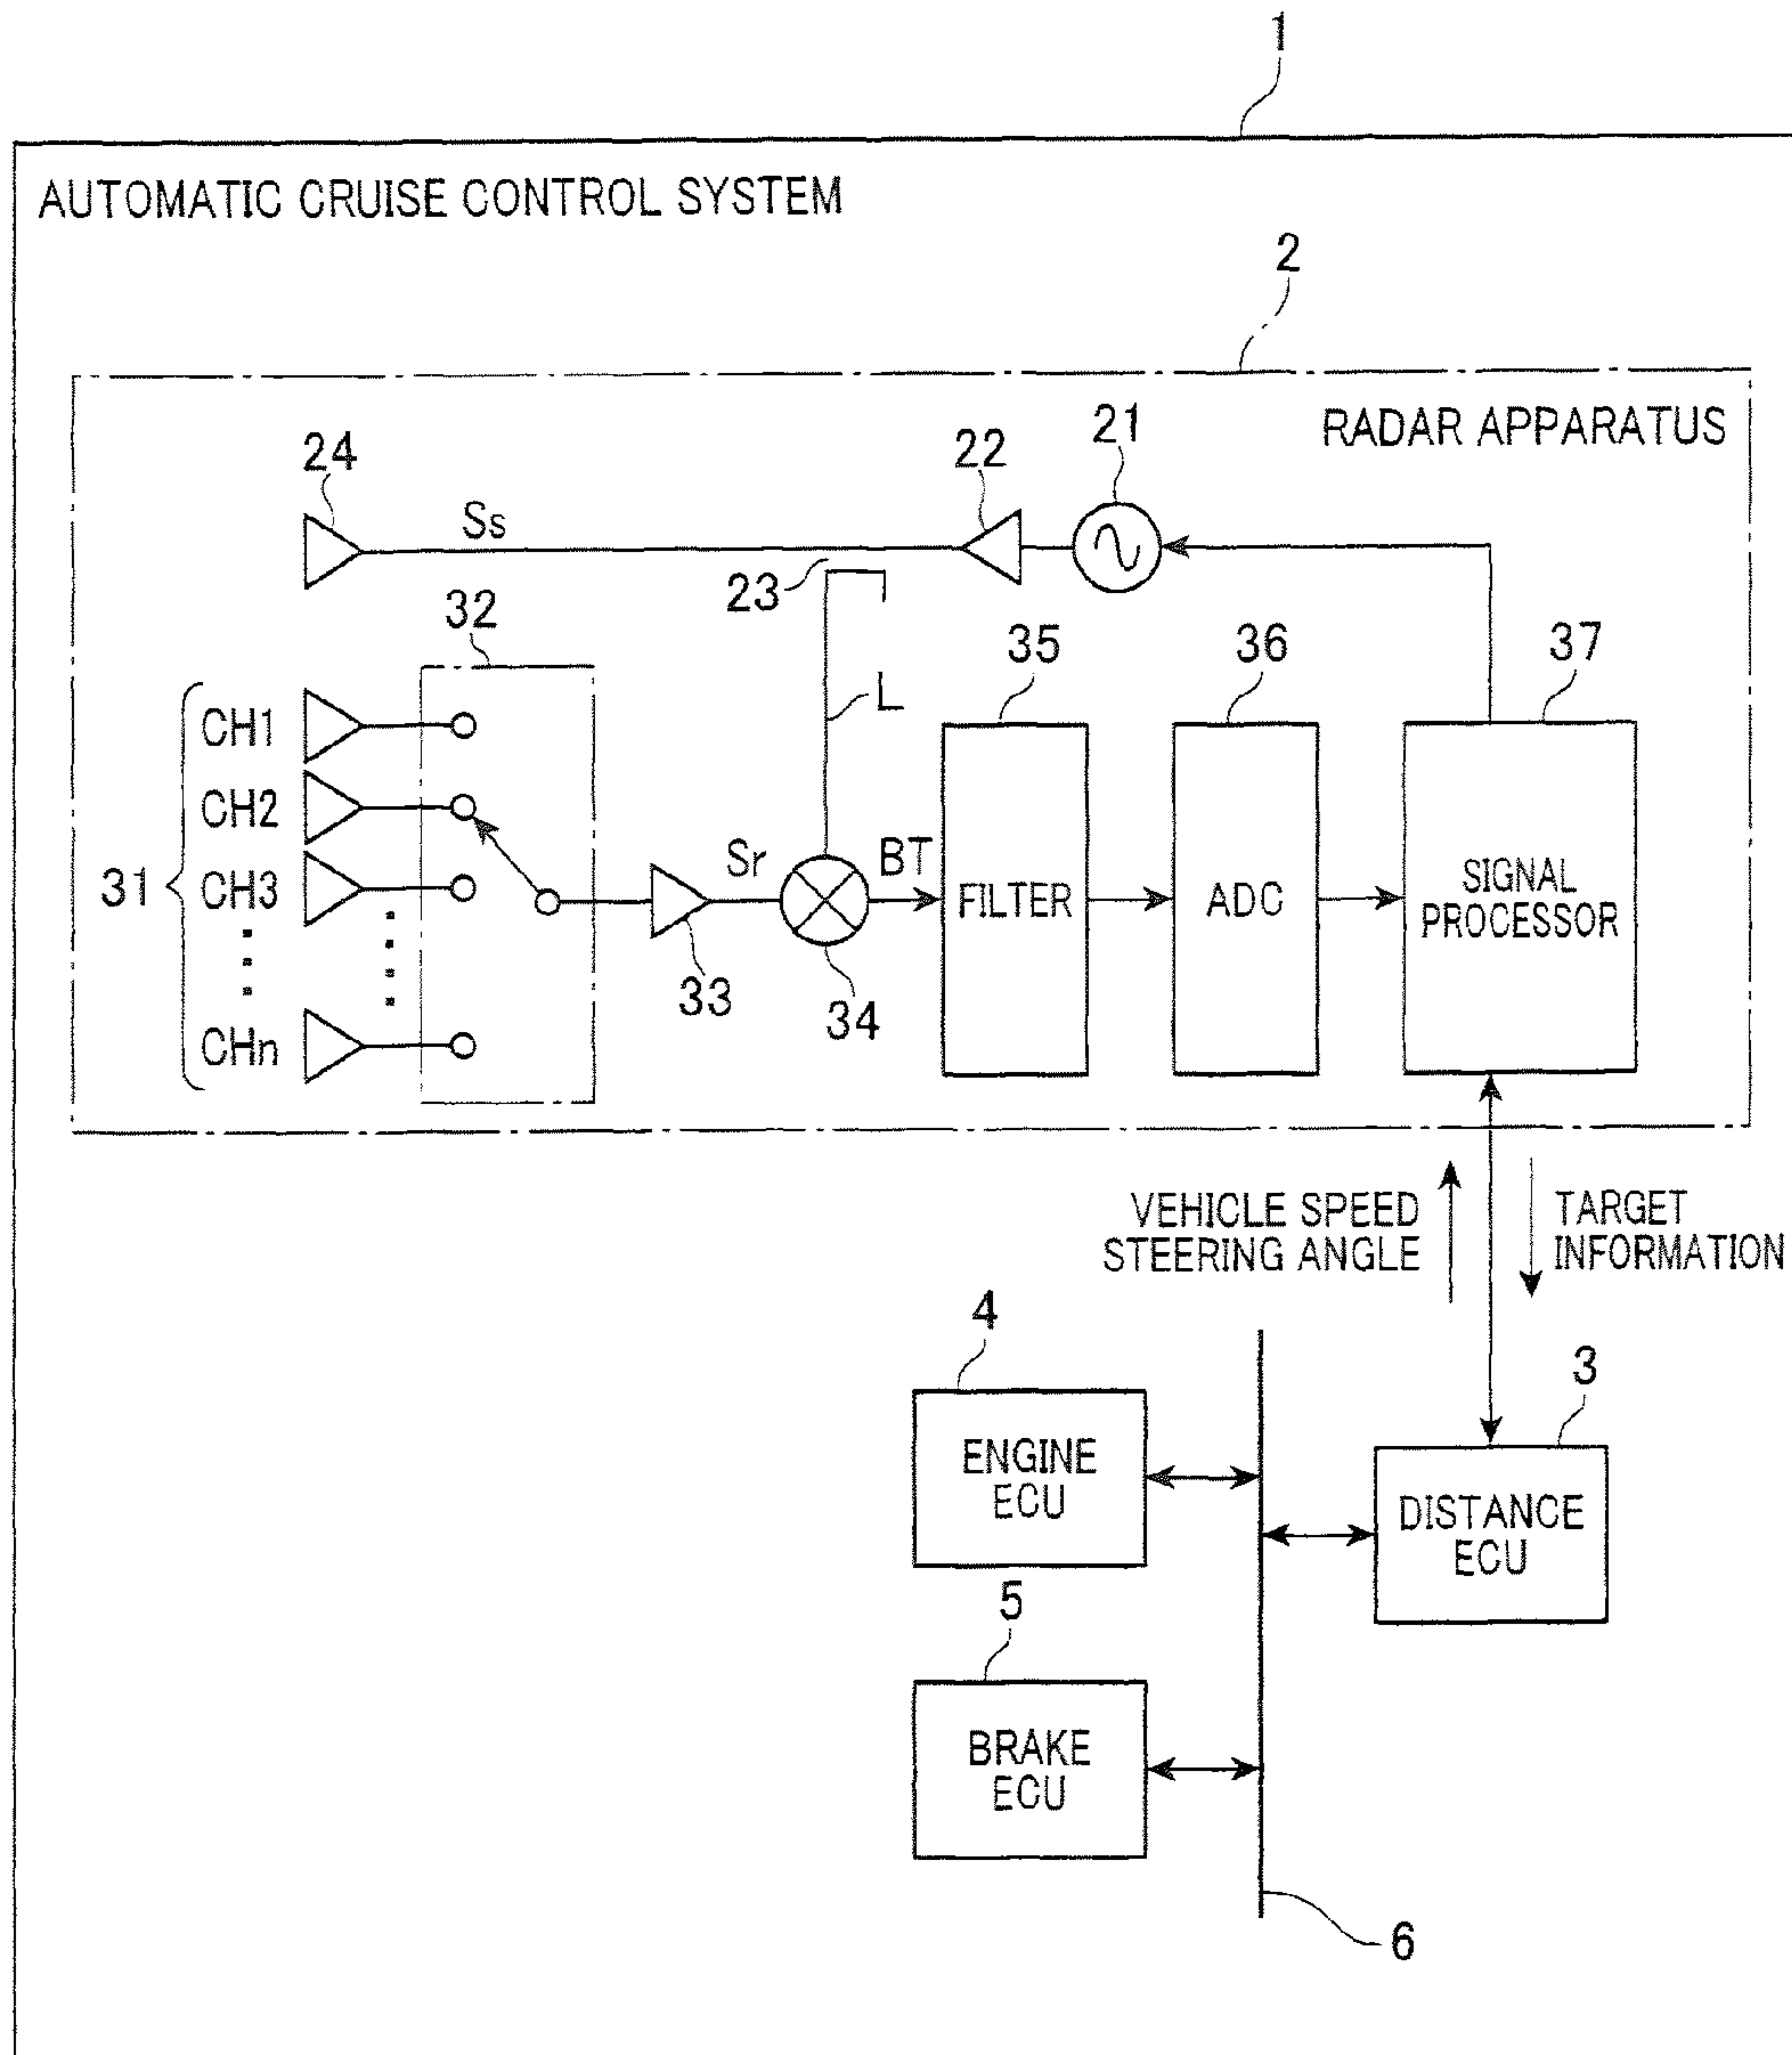 1
AUTOMATIC CRUISE CONTROL SYSTEM
2
RADAR APPARATUS
24
Ss
22
21
23
32
35
36
37
L
31
CH1
CH2
CH3
CHn
Sr
BT
33
34
FILTER
ADC
SIGNAL
PROCESSOR
VEHICLE SPEED
STEERING ANGLE
TARGET
INFORMATION
4
ENGINE
ECU
3
DISTANCE
ECU
5
BRAKE
ECU
6